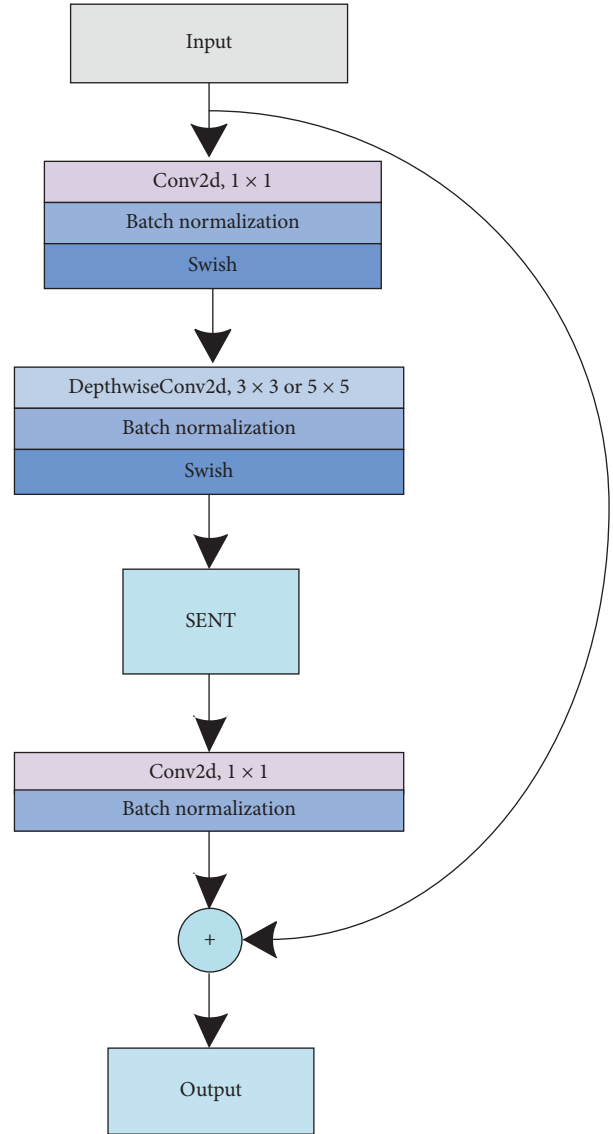 Input
Conv2d, 1 × 1
Batch normalization
Swish
DepthwiseConv2d, 3 × 3 or 5 × 5
Batch normalization
Swish
SENT
Conv2d, 1 × 1
Batch normalization
+
Output